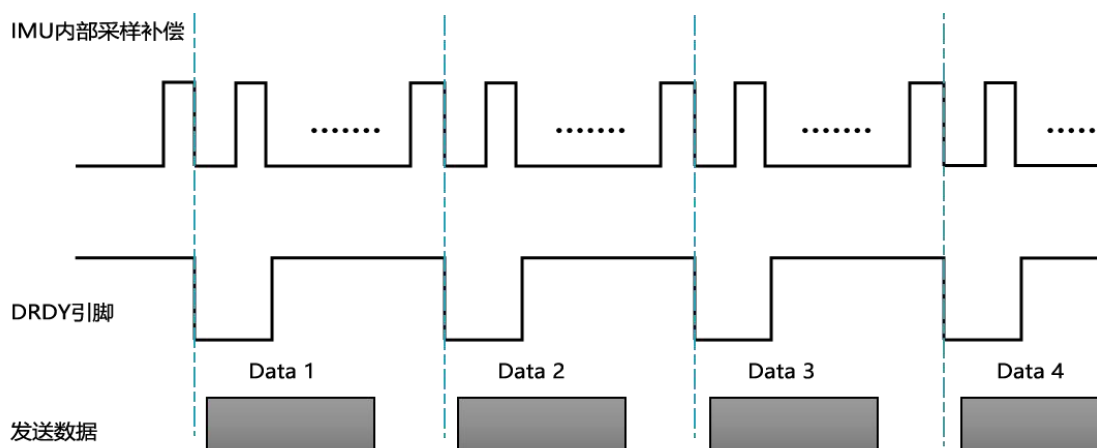 IMU内部采样补偿
....... ....... ....... .....
DRDY引脚
Data 1 Data 2 Data 3 Data 4
发送数据